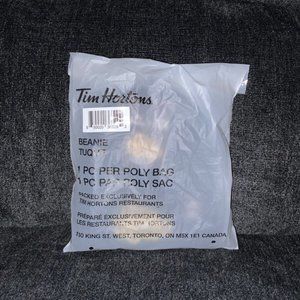 Tim Hortons
BEANIE
TUQUE
1 PC PER POLY BAG
1 PC PAR POLY SAC
PACKED EXCLUSIVELY FOR
TIM HORTONS RESTAURANTS
PRÉPARÉ EXCLUSIVEMENT POUR
LES RESTAURANTS TIM HORTONS
130 KING ST. WEST, TORONTO, ON M5X 1E1 CANADA